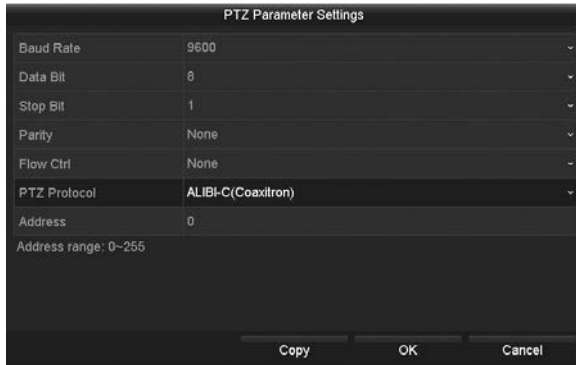 PTZ Parameter Settings
Baud Rate 9600
Data Bit 8
Stop Bit 1
Parity None
Flow Ctrl None
PTZ Protocol ALIBI-C(Coaxitron)
Address 0
Address range: 0~255
Copy OK Cancel